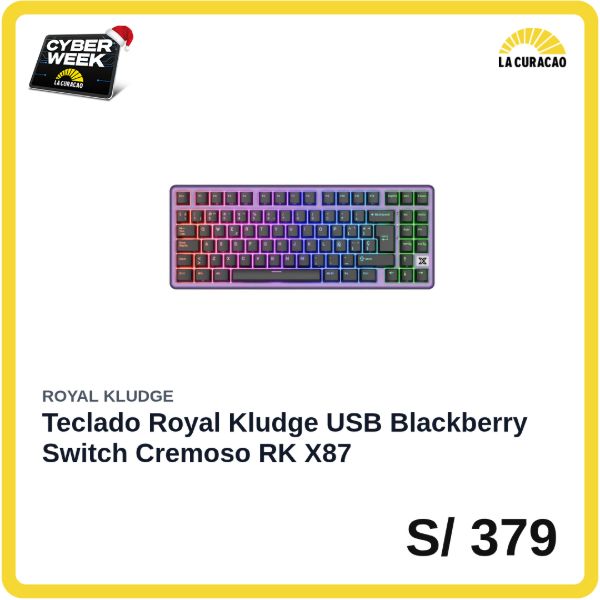 CYBER
WEEK
LA CURACAO
LA CURACAO
ROYAL KLUDGE
Teclado Royal Kludge USB Blackberry
Switch Cremoso RK X87
S/ 379